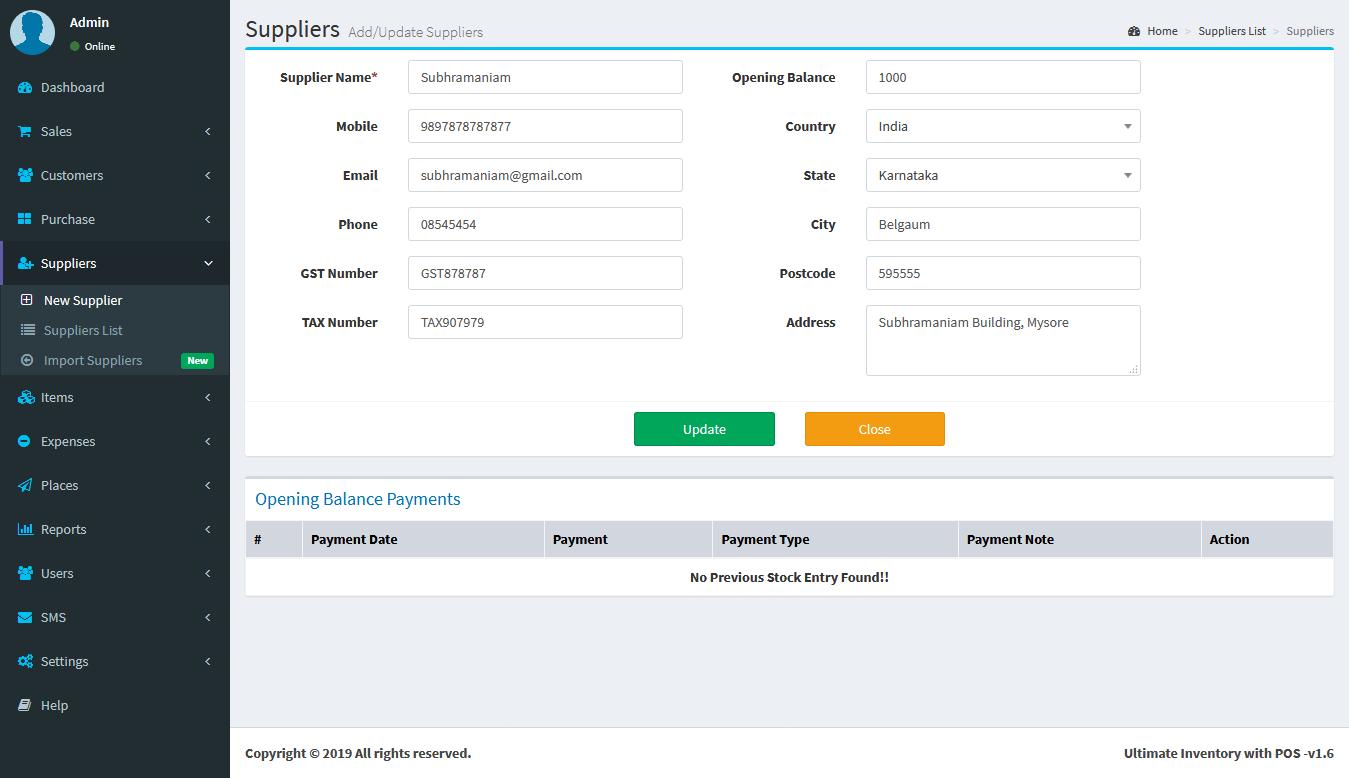 Admin
Online
Dashboard
Sales
Customers
Purchase
Suppliers
New Supplier
Suppliers List
Import Suppliers New
Items
Expenses
Places
Reports
Users
SMS
Settings
Help
Suppliers Add/Update Suppliers
Home > Suppliers List > Suppliers
Supplier Name* Subhramaniam
Opening Balance 1000
Mobile 9897878787877
Country India
Email subhramaniam@gmail.com
State Karnataka
Phone 08545454
City Belgaum
GST Number GST878787
Postcode 595555
TAX Number TAX907979
Address Subhramaniam Building, Mysore
Update Close
Opening Balance Payments
# Payment Date Payment Payment Type Payment Note Action
No Previous Stock Entry Found!!
Copyright © 2019 All rights reserved.
Ultimate Inventory with POS -v1.6